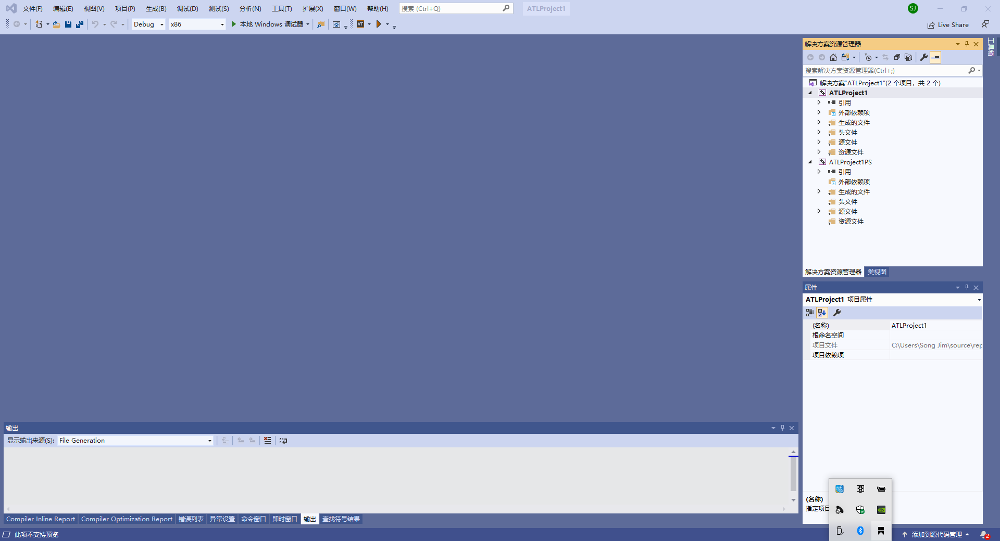 文件(F) 编辑(E) 视图(V) 项目(P) 生成(B) 调试(D) 测试(S) 分析(N) 工具(T) 扩展(X) 窗口(W) 帮助(H) 搜索 (Ctrl+Q) ATLProject1 SJ
Debug x86 本地 Windows 调试器 VT Live Share
工具箱
解决方案资源管理器
搜索解决方案资源管理器(Ctrl+;)
解决方案"ATLProject1"(2 个项目，共 2 个)
ATLProject1
引用
外部依赖项
生成的文件
头文件
源文件
资源文件
ATLProject1PS
引用
外部依赖项
生成的文件
头文件
源文件
资源文件
解决方案资源管理器 类视图
属性
ATLProject1 项目属性
(名称) ATLProject1
根命名空间
项目文件 C:\Users\Song Jim\source\rep
项目依赖项
(名称)
指定项目
输出
显示输出来源(S): File Generation
Compiler Inline Report Compiler Optimization Report 错误列表 异常设置 命令窗口 即时窗口 输出 查找符号结果
此项不支持预览 添加到源代码管理 2